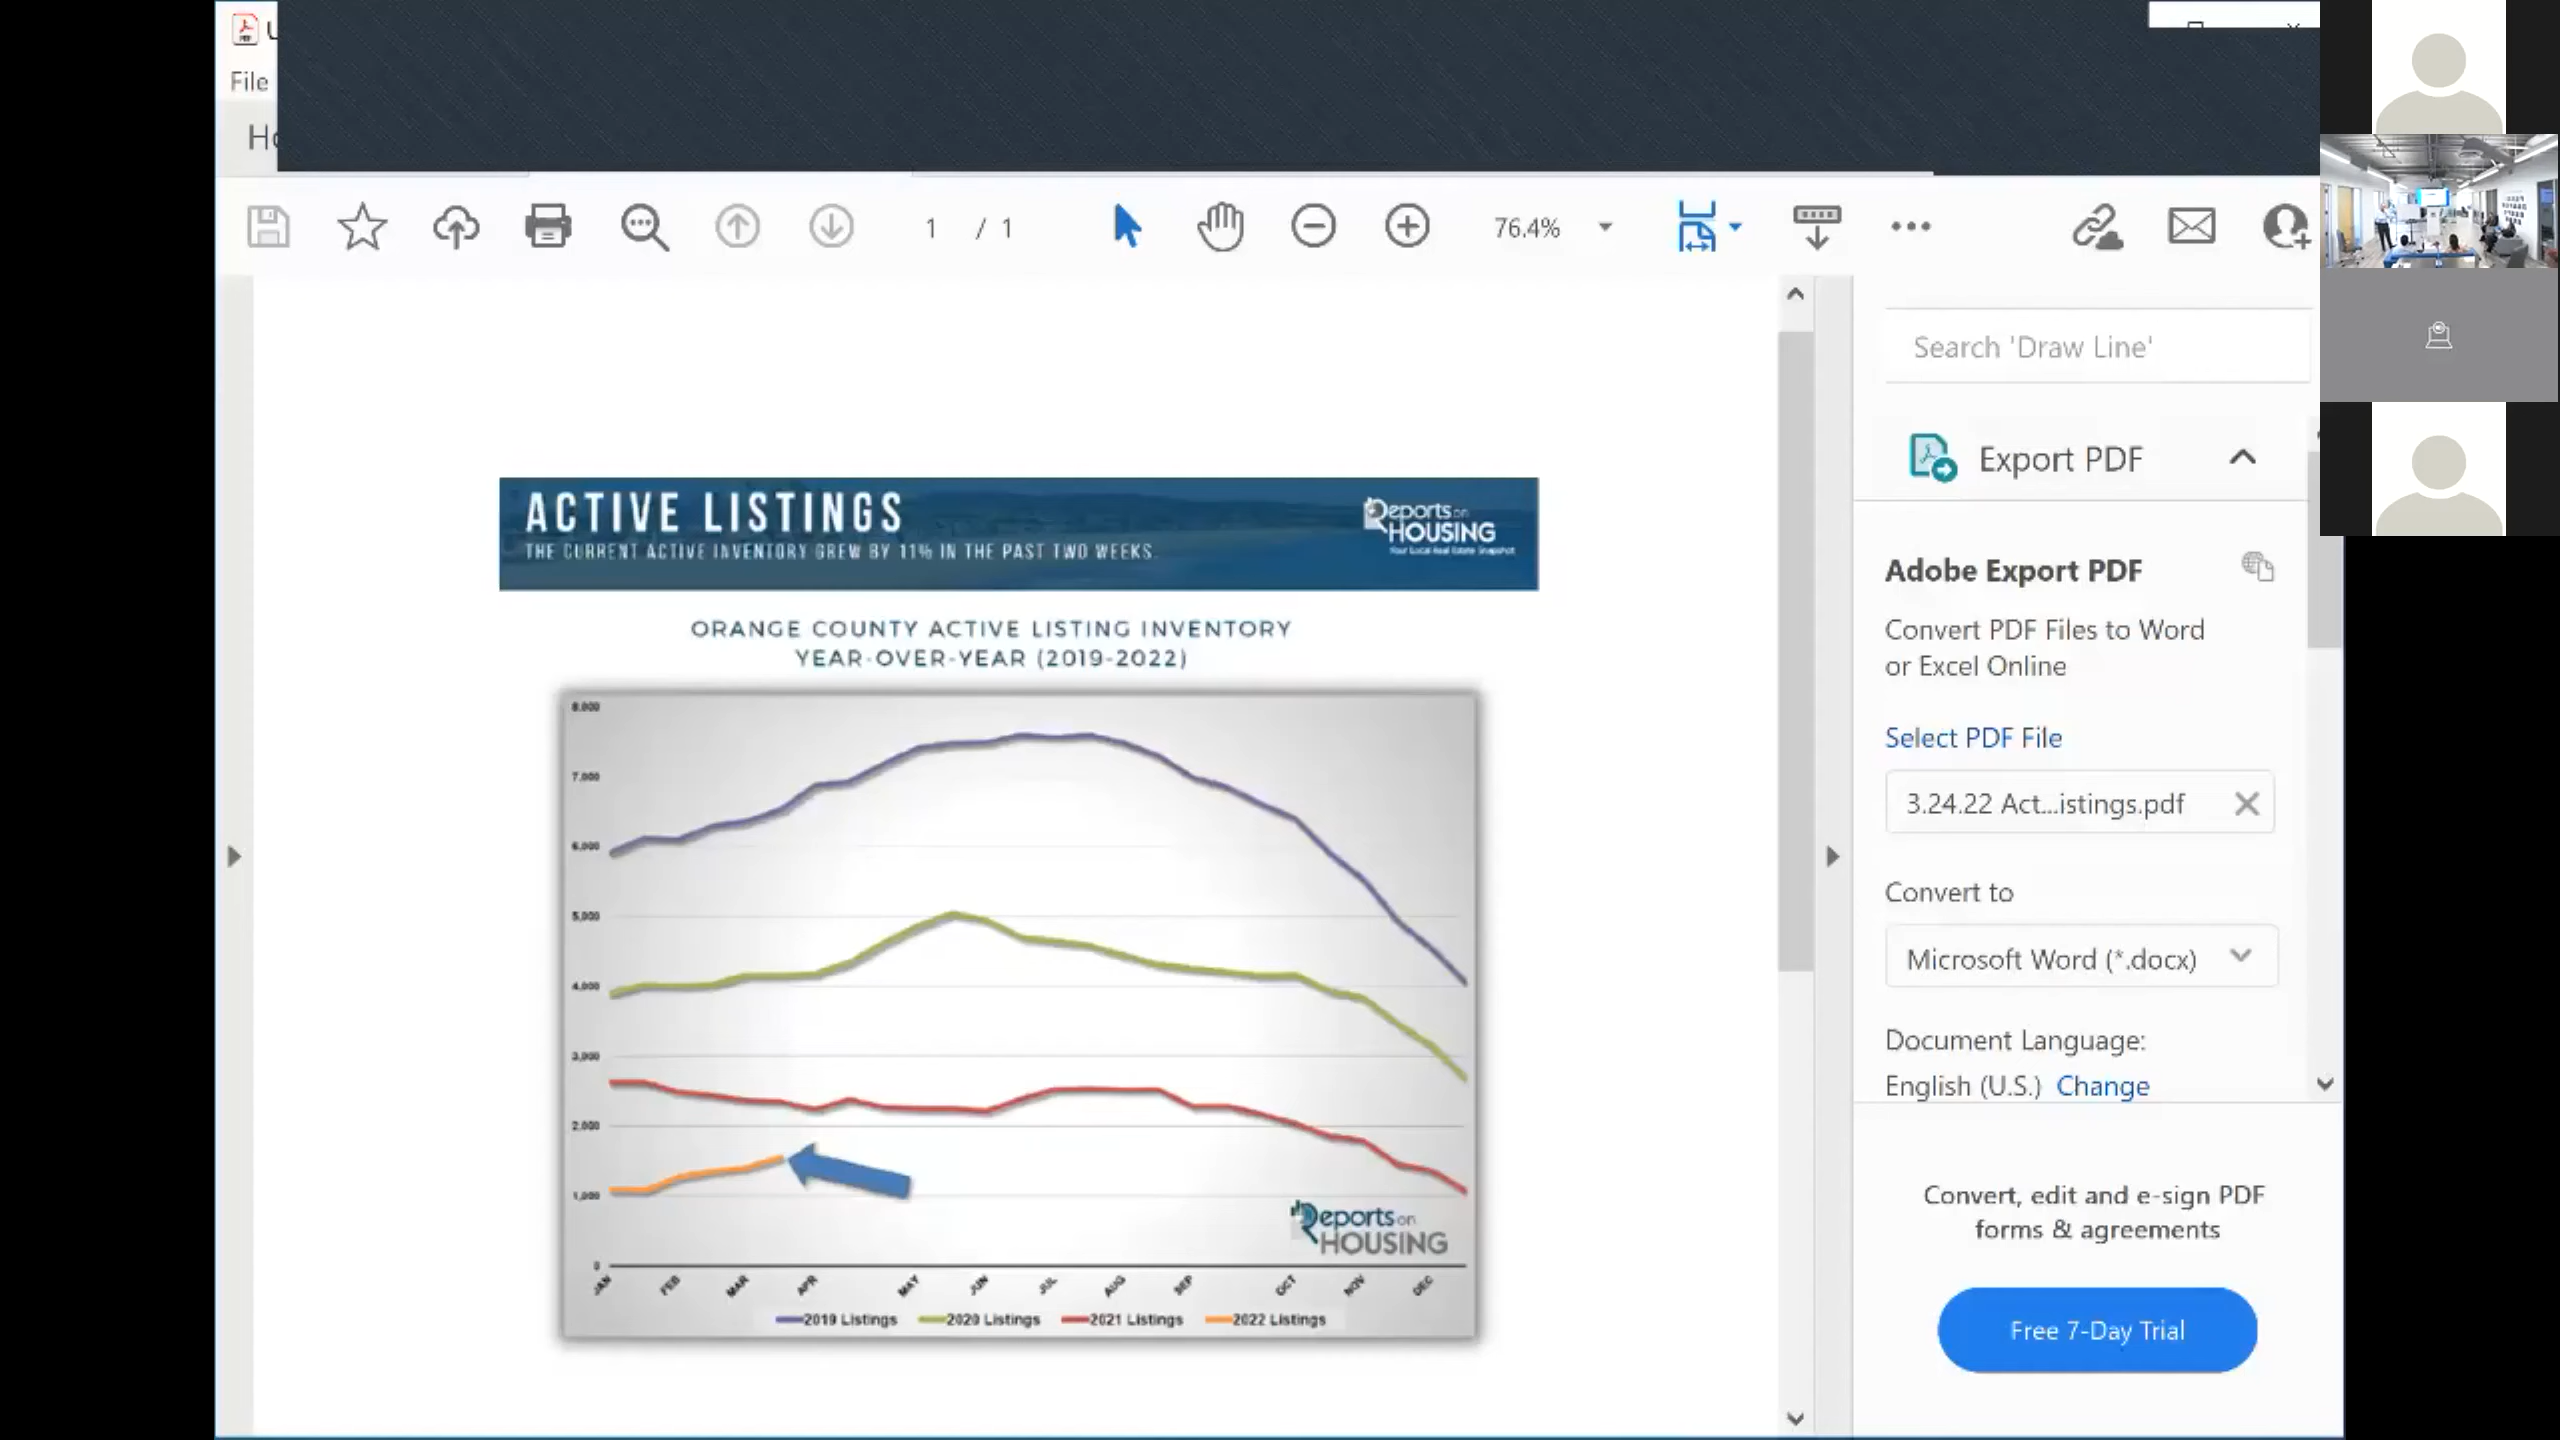 File
1 / 1
76.4%
Search 'Draw Line'
Export PDF
Adobe Export PDF
Convert PDF Files to Word
or Excel Online
Select PDF File
3.24.22 Act...istings.pdf
Convert to
Microsoft Word (*.docx)
Document Language:
English (U.S.) Change
Convert, edit and e-sign PDF
forms & agreements
Free 7-Day Trial
ACTIVE LISTINGS
THE CURRENT ACTIVE INVENTORY GREW BY 11% IN THE PAST TWO WEEKS.
Reports on
HOUSING
Your Local Real Estate Snapshot
ORANGE COUNTY ACTIVE LISTING INVENTORY
YEAR-OVER-YEAR (2019-2022)
8,000
7,000
6,000
5,000
4,000
3,000
2,000
1,000
0
JAN FEB MAR APR MAY JUN JUL AUG SEP OCT NOV DEC
Reports on
HOUSING
2019 Listings 2020 Listings 2021 Listings 2022 Listings